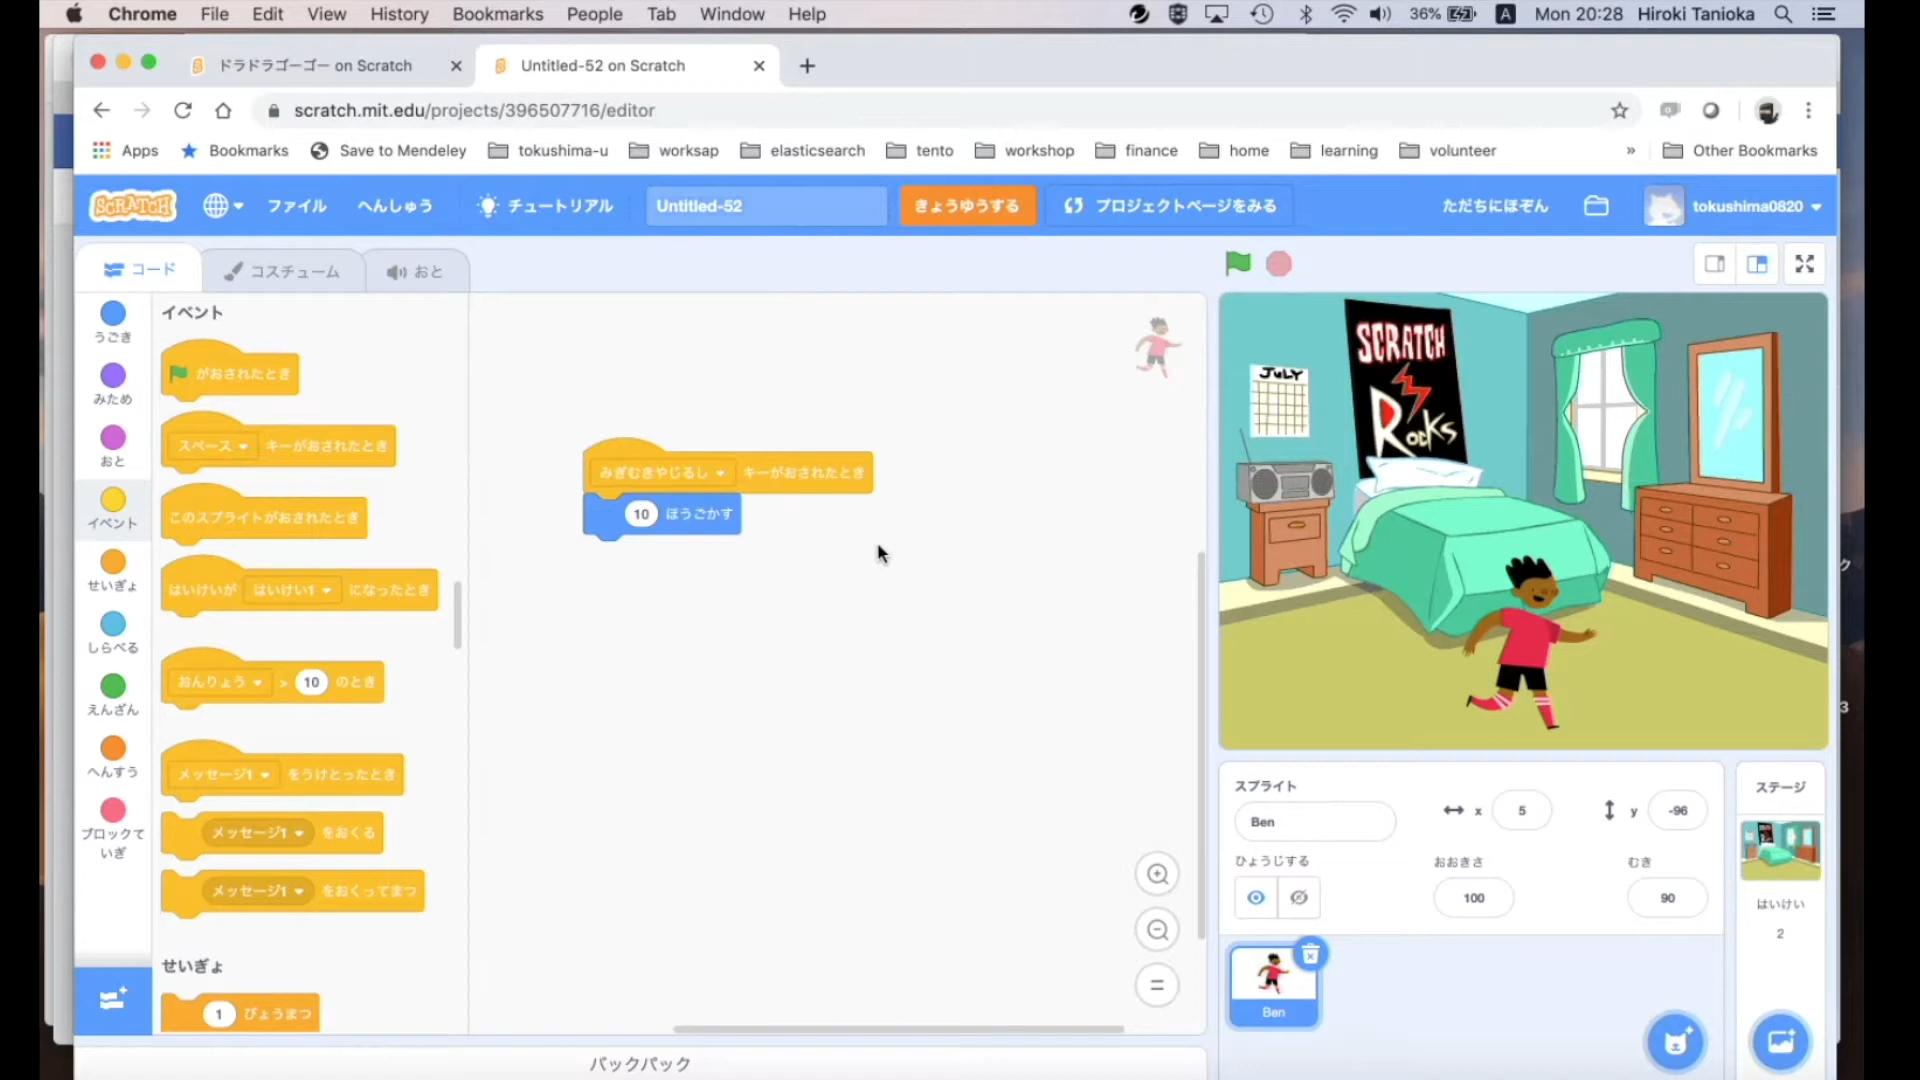 Chrome File Edit View History Bookmarks People Tab Window Help 36% A Mon 20:28 Hiroki Tanioka
ドラドラゴーゴー on Scratch Untitled-52 on Scratch
scratch.mit.edu/projects/396507716/editor
Apps Bookmarks Save to Mendeley tokushima-u worksap elasticsearch tento workshop finance home learning volunteer » Other Bookmarks
SCRATCH ファイル へんしゅう チュートリアル Untitled-52 きょうゆうする プロジェクトページをみる ただちにほぞん tokushima0820
コード コスチューム おと
うごき
みため
おと
イベント
せいぎょ
しらべる
えんざん
へんすう
ブロックて
いぎ
イベント
がおされたとき
スペース キーがおされたとき
このスプライトがおされたとき
はいけいが はいけい1 になったとき
おんりょう > 10 のとき
メッセージ1 をうけとったとき
メッセージ1 をおくる
メッセージ1 をおくってまつ
せいぎょ
1 びょうまつ
みぎむきやじるし キーがおされたとき
10 ほうごかす
バックパック
SCRATCH
Rocks
JULY
スプライト
Ben
x 5 y -96
ひょうじする おおきさ むき
100 90
Ben
ステージ
はいけい
2